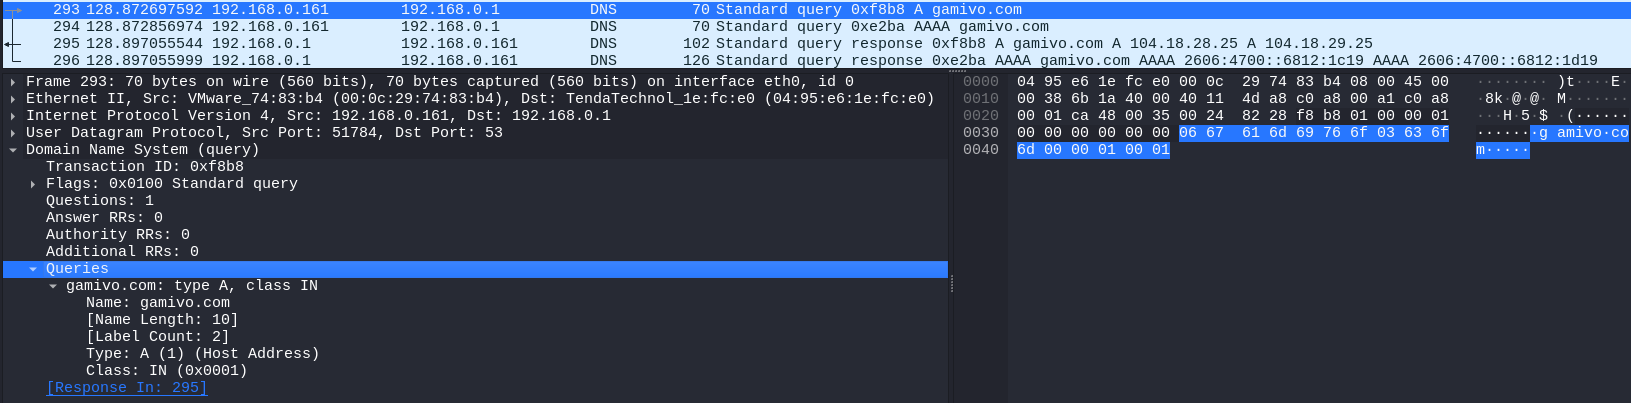 293 128.872697592 192.168.0.161 192.168.0.1 DNS 70 Standard query 0xf8b8 A gamivo.com
294 128.872856974 192.168.0.161 192.168.0.1 DNS 70 Standard query 0xe2ba AAAA gamivo.com
295 128.897055544 192.168.0.1 192.168.0.161 DNS 102 Standard query response 0xf8b8 A gamivo.com A 104.18.28.25 A 104.18.29.25
296 128.897055999 192.168.0.1 192.168.0.161 DNS 126 Standard query response 0xe2ba AAAA gamivo.com AAAA 2606:4700::6812:1c19 AAAA 2606:4700::6812:1d19
Frame 293: 70 bytes on wire (560 bits), 70 bytes captured (560 bits) on interface eth0, id 0
Ethernet II, Src: VMware_74:83:b4 (00:0c:29:74:83:b4), Dst: TendaTechnol_1e:fc:e0 (04:95:e6:1e:fc:e0)
Internet Protocol Version 4, Src: 192.168.0.161, Dst: 192.168.0.1
User Datagram Protocol, Src Port: 51784, Dst Port: 53
Domain Name System (query)
Transaction ID: 0xf8b8
Flags: 0x0100 Standard query
Questions: 1
Answer RRs: 0
Authority RRs: 0
Additional RRs: 0
Queries
gamivo.com: type A, class IN
Name: gamivo.com
[Name Length: 10]
[Label Count: 2]
Type: A (1) (Host Address)
Class: IN (0x0001)
[Response In: 295]
0000 04 95 e6 1e fc e0 00 0c 29 74 83 b4 08 00 45 00 ········ )t····E·
0010 00 38 6b 1a 40 00 40 11 4d a8 c0 a8 00 a1 c0 a8 ·8k·@·@· M·······
0020 00 01 ca 48 00 35 00 24 82 28 f8 b8 01 00 00 01 ···H·5·$ ·(······
0030 00 00 00 00 00 00 06 67 61 6d 69 76 6f 03 63 6f ·······g amivo·co
0040 6d 00 00 01 00 01 m·····